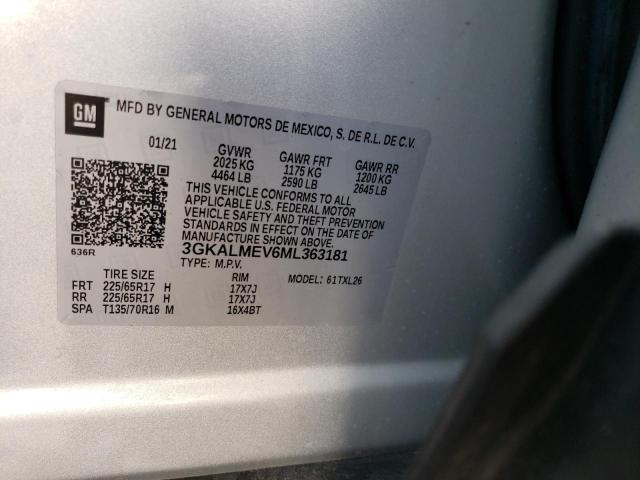 GM
MFD BY GENERAL MOTORS DE MEXICO, S. DE R.L. DE C.V.
01/21 GVWR GAWR FRT GAWR RR
2025 KG 1175 KG 1200 KG
4464 LB 2590 LB 2645 LB
THIS VEHICLE CONFORMS TO ALL
APPLICABLE U.S. FEDERAL MOTOR
VEHICLE SAFETY AND THEFT PREVENTION
STANDARDS IN EFFECT ON THE DATE OF
MANUFACTURE SHOWN ABOVE.
636R
3GKALMEV6ML363181
TYPE: M.P.V. MODEL: 61TXL26
TIRE SIZE RIM
FRT 225/65R17 H 17X7J
RR 225/65R17 H 17X7J
SPA T135/70R16 M 16X4BT